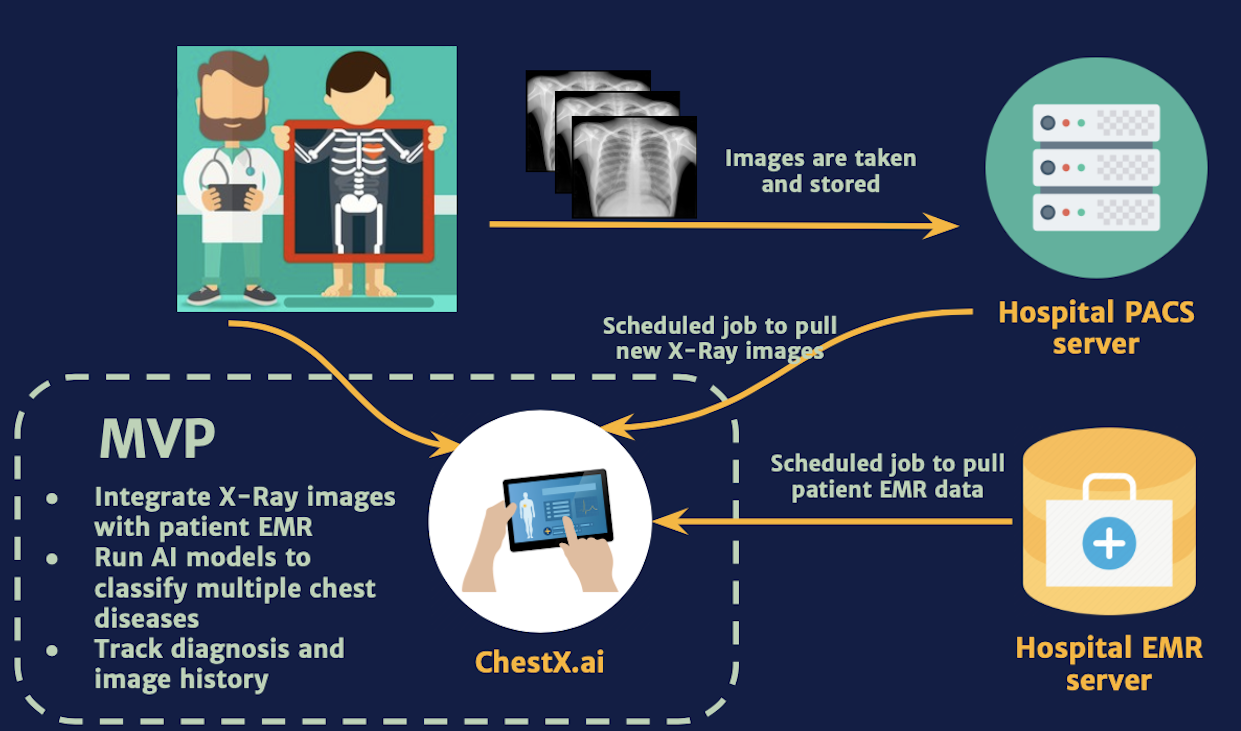 Images are taken
and stored
Hospital PACS
server
Scheduled job to pull
new X-Ray images
MVP
• Integrate X-Ray images
with patient EMR
• Run AI models to
classify multiple chest
diseases
• Track diagnosis and
image history
ChestX.ai
Scheduled job to pull
patient EMR data
Hospital EMR
server